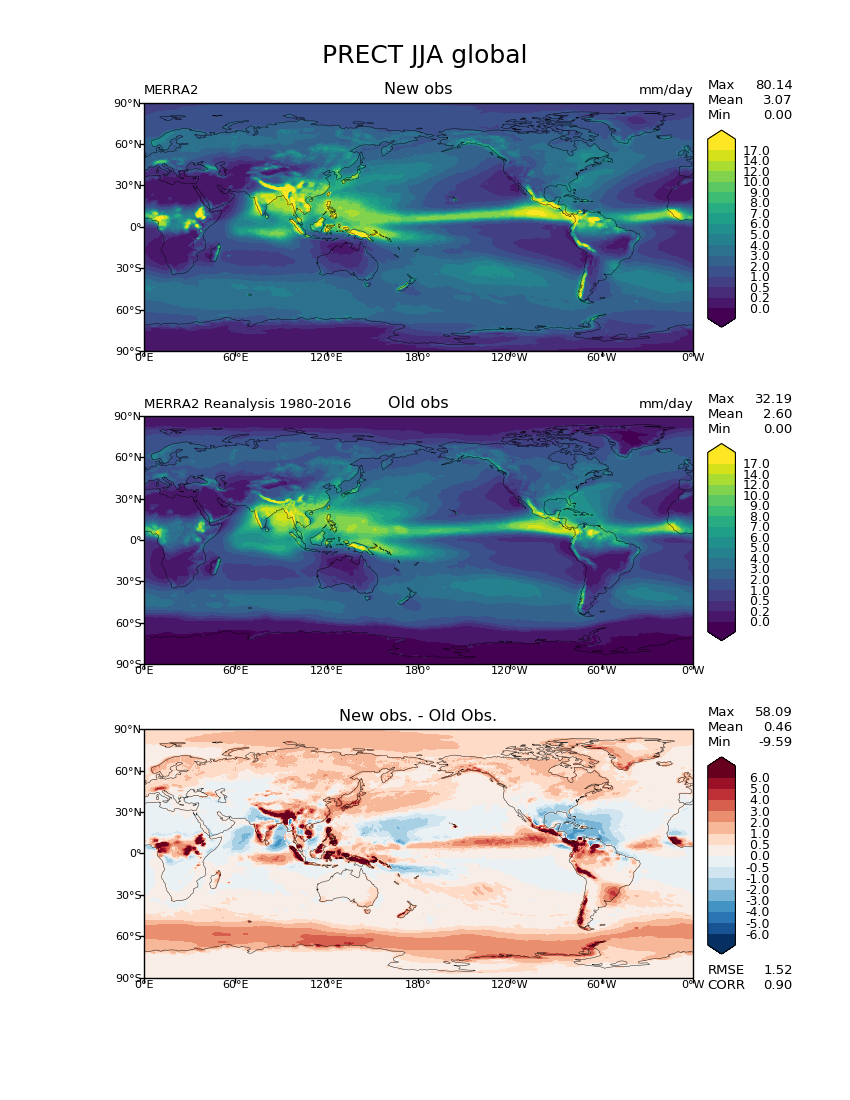 PRECT JJA global
MERRA2 New obs mm/day
Max 80.14
Mean 3.07
Min 0.00
90°N
60°N
30°N
0°
30°S
60°S
90°S
0°E 60°E 120°E 180° 120°W 60°W 0°W
17.0
14.0
12.0
10.0
9.0
8.0
7.0
6.0
5.0
4.0
3.0
2.0
1.0
0.5
0.2
0.0
MERRA2 Reanalysis 1980-2016 Old obs mm/day
Max 32.19
Mean 2.60
Min 0.00
90°N
60°N
30°N
0°
30°S
60°S
90°S
0°E 60°E 120°E 180° 120°W 60°W 0°W
17.0
14.0
12.0
10.0
9.0
8.0
7.0
6.0
5.0
4.0
3.0
2.0
1.0
0.5
0.2
0.0
New obs. - Old Obs.
Max 58.09
Mean 0.46
Min -9.59
90°N
60°N
30°N
0°
30°S
60°S
90°S
0°E 60°E 120°E 180° 120°W 60°W 0°W
6.0
5.0
4.0
3.0
2.0
1.0
0.5
0.0
-0.5
-1.0
-2.0
-3.0
-4.0
-5.0
-6.0
RMSE 1.52
CORR 0.90